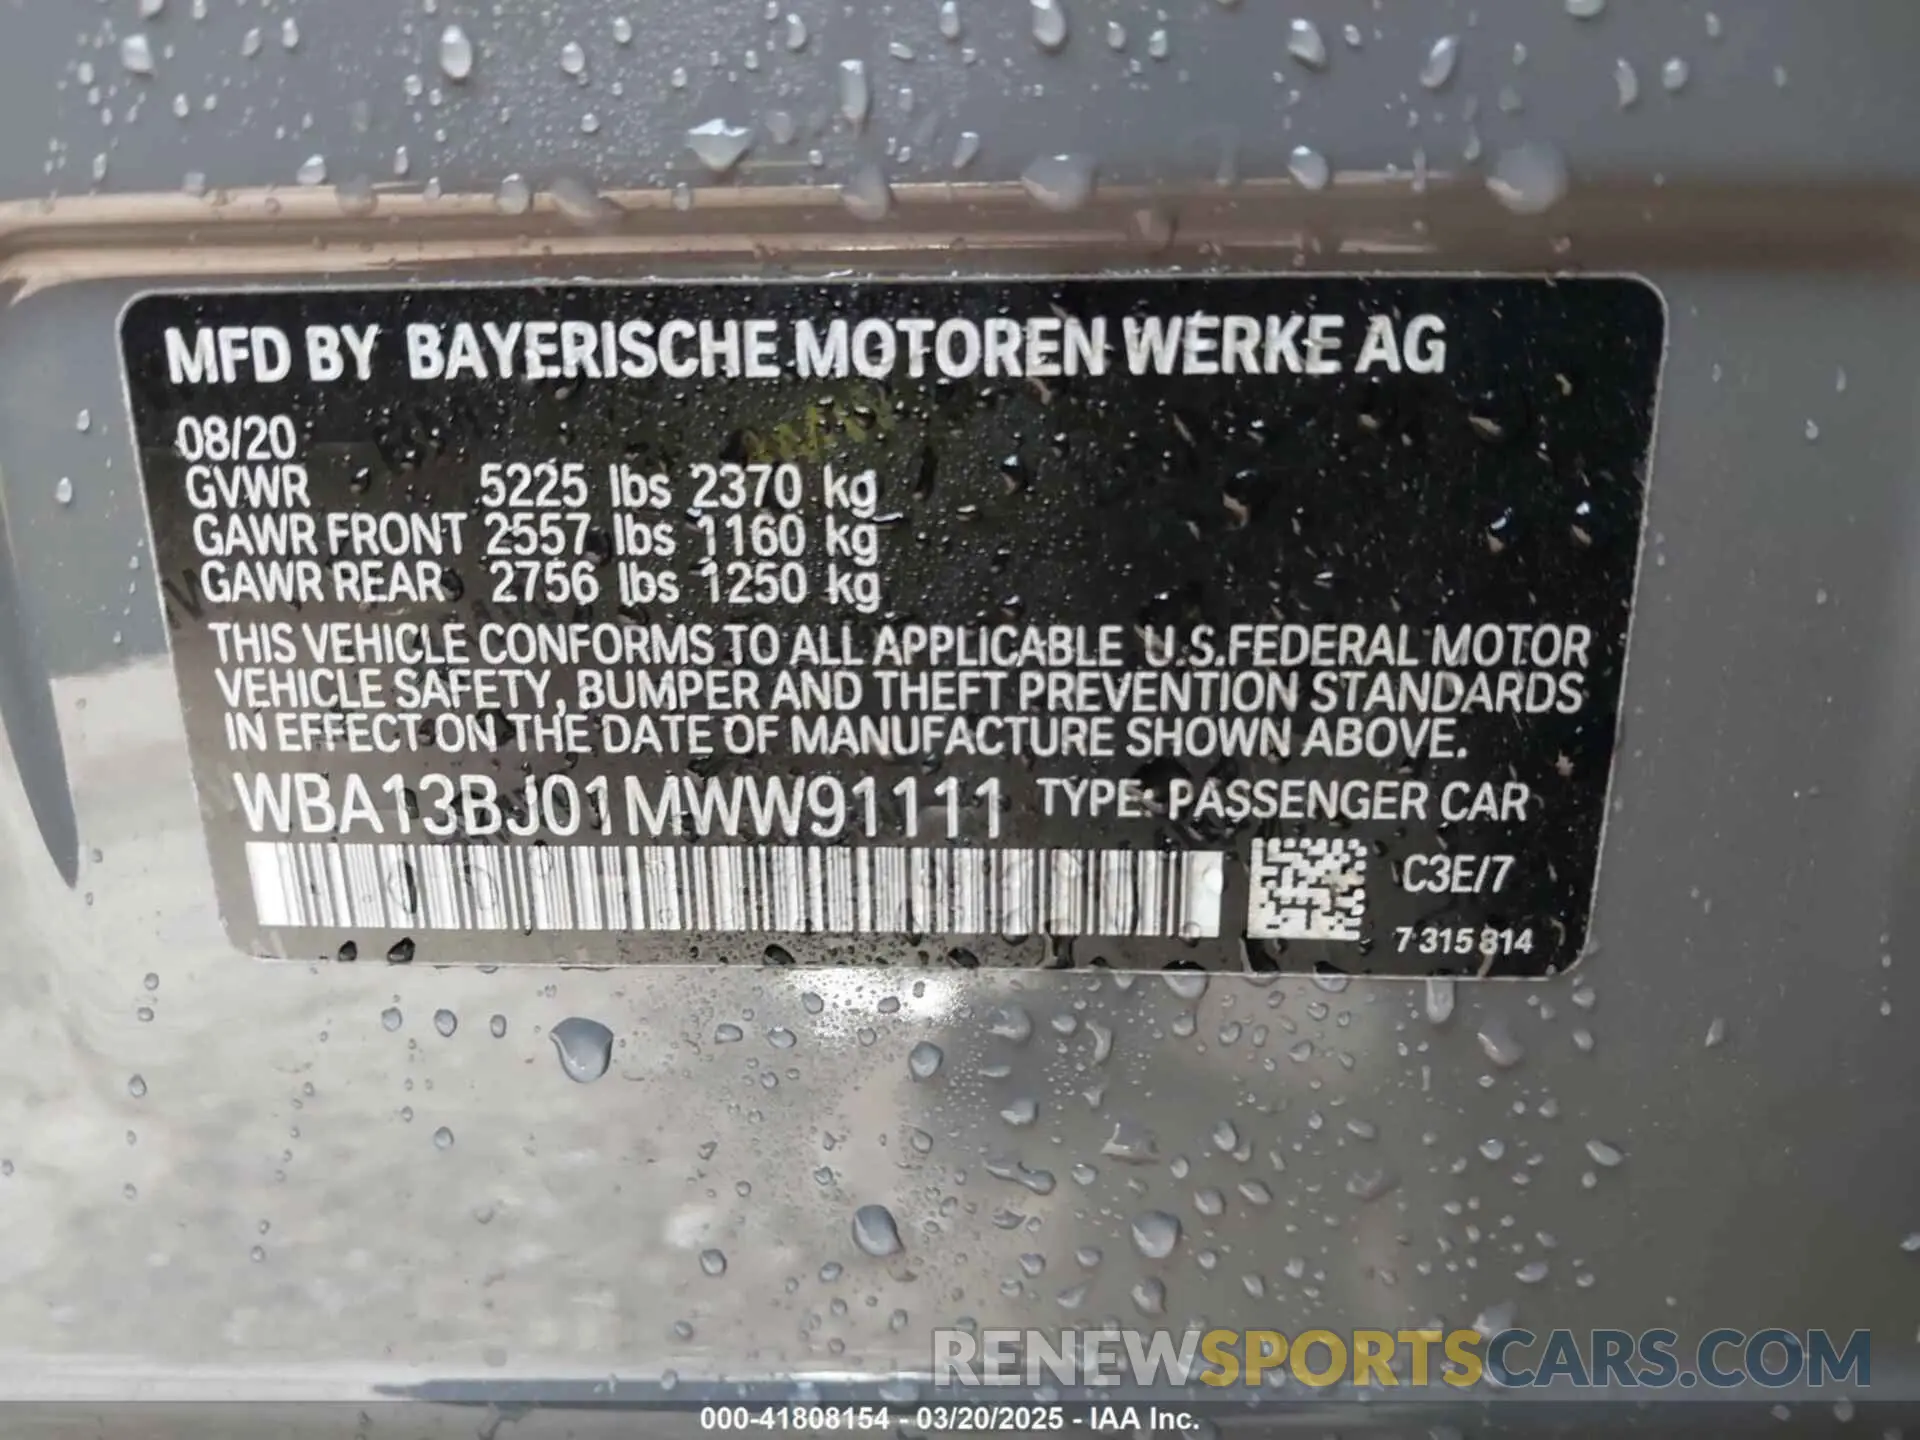 MFD BY BAYERISCHE MOTOREN WERKE AG
08/20
GVWR 5225 lbs 2370 kg
GAWR FRONT 2557 lbs 1160 kg
GAWR REAR 2756 lbs 1250 kg
THIS VEHICLE CONFORMS TO ALL APPLICABLE U.S.FEDERAL MOTOR
VEHICLE SAFETY, BUMPER AND THEFT PREVENTION STANDARDS
IN EFFECT ON THE DATE OF MANUFACTURE SHOWN ABOVE.
WBA13BJ01MWW91111 TYPE: PASSENGER CAR
C3E/7
7 315 814
RENEWSPORTSCARS.COM
000-41808154 - 03/20/2025 - IAA Inc.